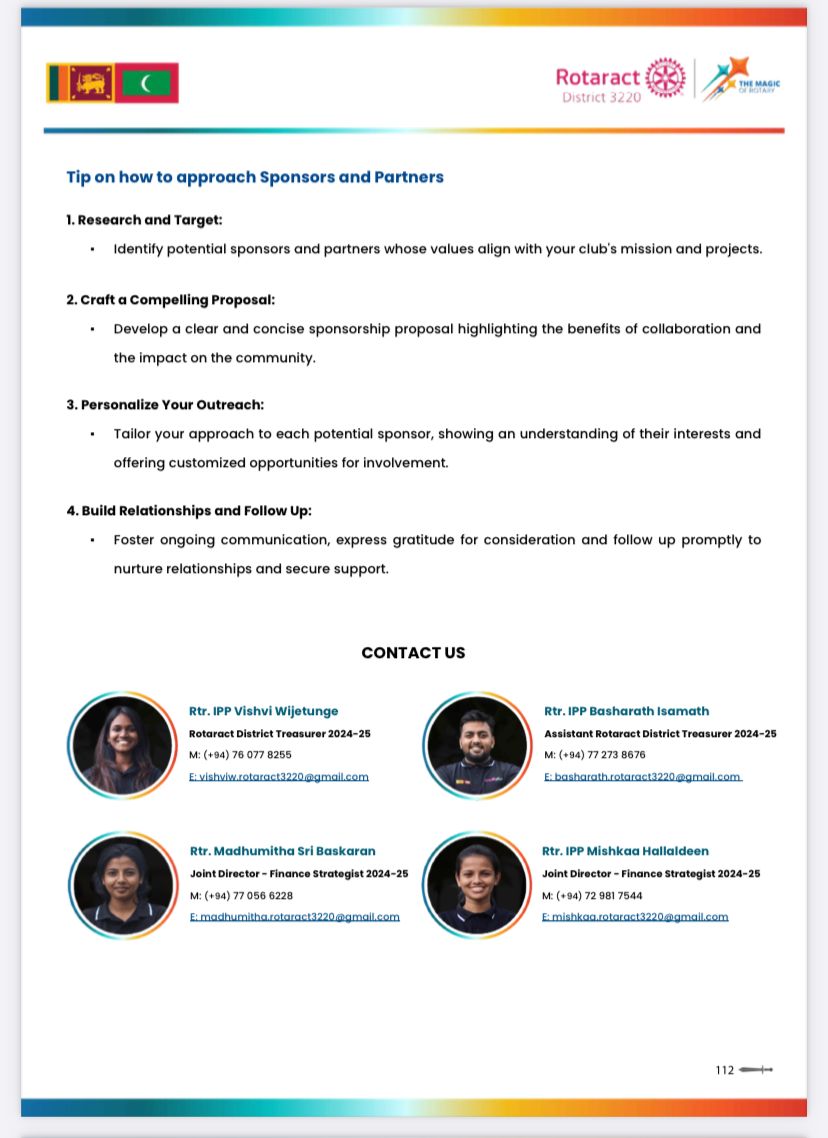 Rotaract
District 3220
THE MAGIC
OF ROTARY
Tip on how to approach Sponsors and Partners
1. Research and Target:
▪ Identify potential sponsors and partners whose values align with your club's mission and projects.
2. Craft a Compelling Proposal:
▪ Develop a clear and concise sponsorship proposal highlighting the benefits of collaboration and
the impact on the community.
3. Personalize Your Outreach:
▪ Tailor your approach to each potential sponsor, showing an understanding of their interests and
offering customized opportunities for involvement.
4. Build Relationships and Follow Up:
▪ Foster ongoing communication, express gratitude for consideration and follow up promptly to
nurture relationships and secure support.
CONTACT US
Rtr. IPP Vishvi Wijetunge
Rotaract District Treasurer 2024-25
M: (+94) 76 077 8255
E: vishviw.rotaract3220@gmail.com
Rtr. IPP Basharath Isamath
Assistant Rotaract District Treasurer 2024-25
M: (+94) 77 273 8676
E: basharath.rotaract3220@gmail.com
Rtr. Madhumitha Sri Baskaran
Joint Director - Finance Strategist 2024-25
M: (+94) 77 056 6228
E: madhumitha.rotaract3220@gmail.com
Rtr. IPP Mishkaa Hallaldeen
Joint Director - Finance Strategist 2024-25
M: (+94) 72 981 7544
E: mishkaa.rotaract3220@gmail.com
112